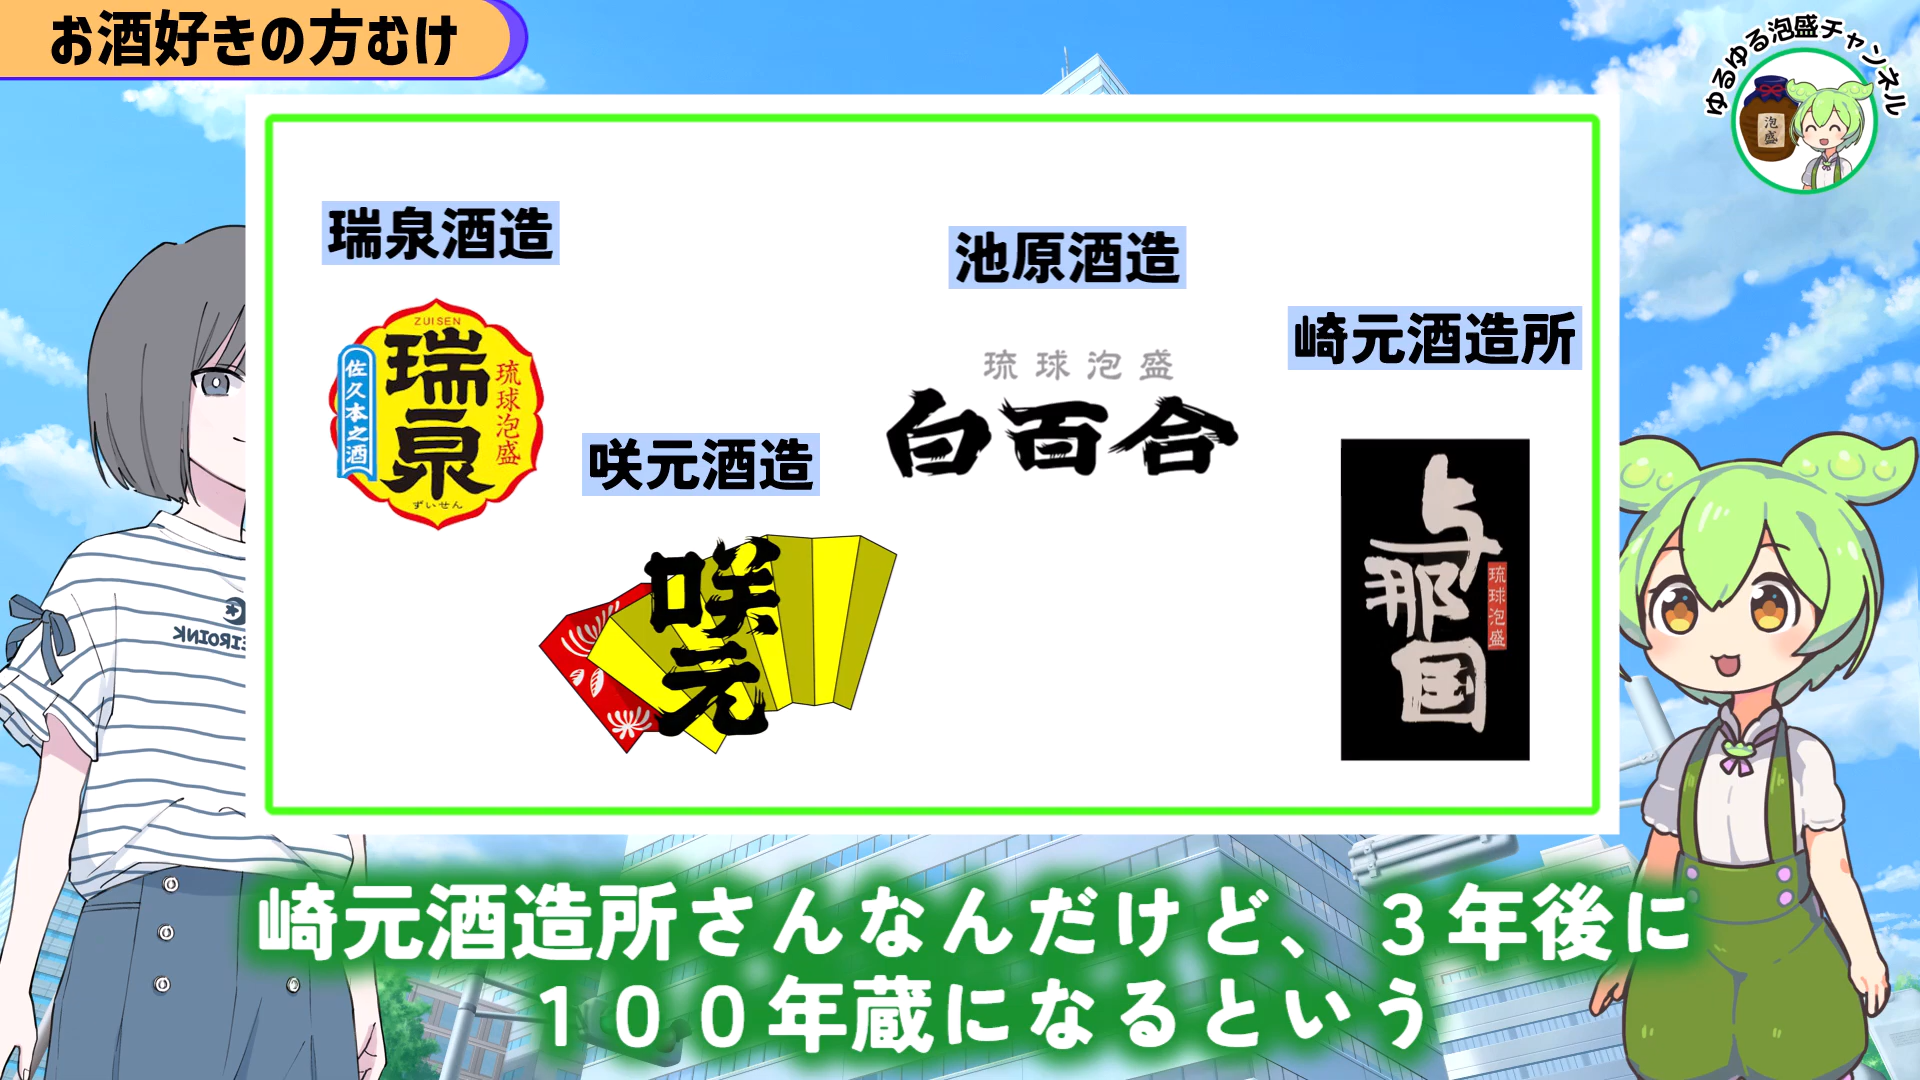 お酒好きの方むけ
ゆるゆる泡盛チャンネル
泡盛
瑞泉酒造
ZUISEN
瑞泉
琉球泡盛
佐久本之酒
ずいせん
咲元酒造
咲元
池原酒造
琉球泡盛
白百合
崎元酒造所
与那国
琉球泡盛
崎元酒造所さんなんだけど、３年後に
１００年蔵になるという